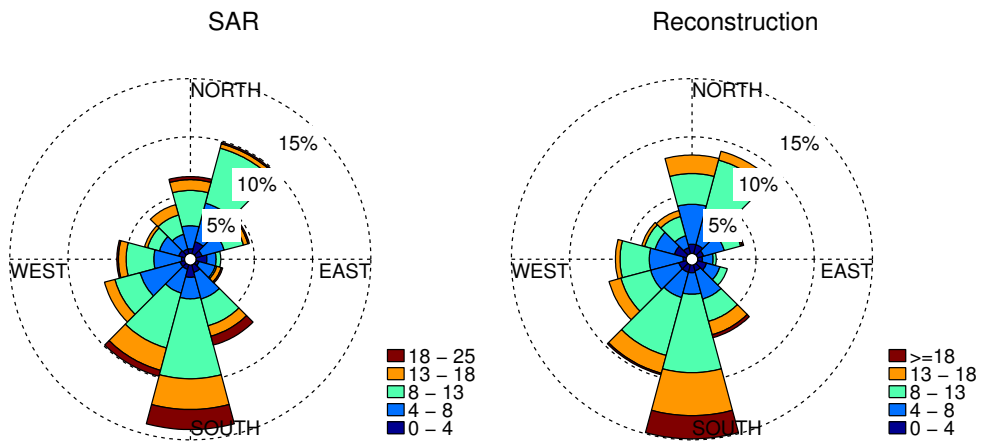 SAR
NORTH
15%
10%
5%
WEST
EAST
SOUTH
18 – 25
13 – 18
8 – 13
4 – 8
0 – 4
Reconstruction
NORTH
15%
10%
5%
WEST
EAST
SOUTH
>=18
13 – 18
8 – 13
4 – 8
0 – 4